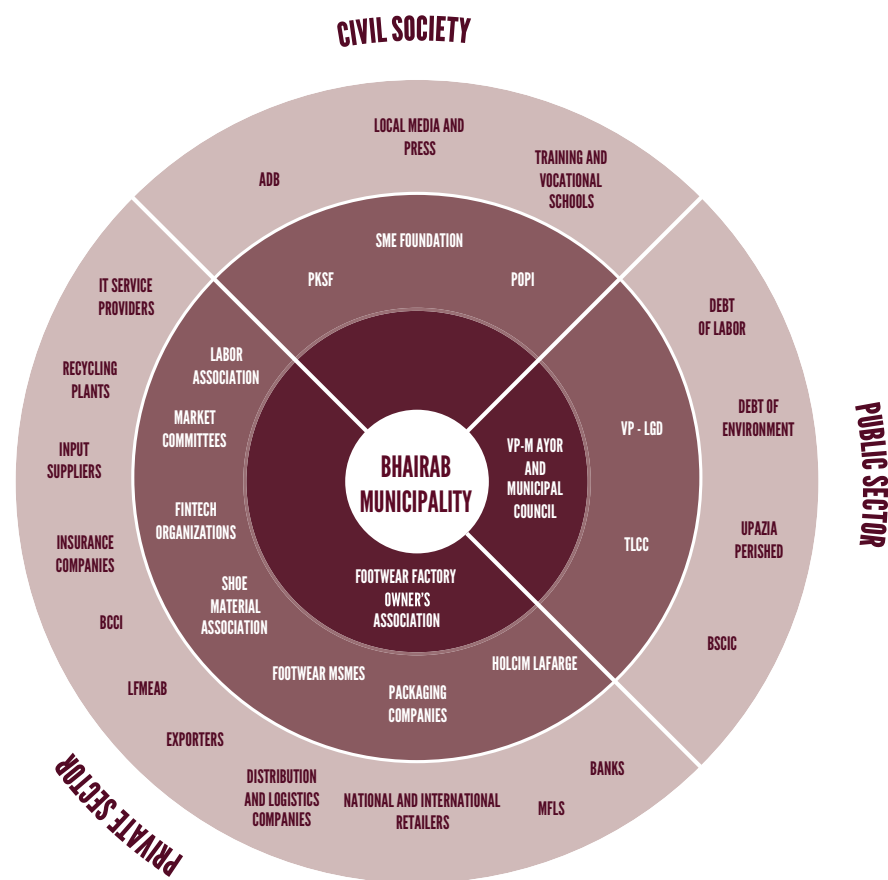 CIVIL SOCIETY
LOCAL MEDIA AND
PRESS
ADB
TRAINING AND
VOCATIONAL
SCHOOLS
SME FOUNDATION
PKSF
POPI
PUBLIC SECTOR
DEBT
OF LABOR
DEBT OF
ENVIRONMENT
UPAZIA
PERISHED
BSCIC
VP - LGD
TLCC
VP-M AYOR
AND
MUNICIPAL
COUNCIL
BHAIRAB
MUNICIPALITY
FOOTWEAR FACTORY
OWNER'S
ASSOCIATION
LABOR
ASSOCIATION
MARKET
COMMITTEES
FINTECH
ORGANIZATIONS
SHOE
MATERIAL
ASSOCIATION
FOOTWEAR MSMES
PACKAGING
COMPANIES
HOLCIM LAFARGE
IT SERVICE
PROVIDERS
RECYCLING
PLANTS
INPUT
SUPPLIERS
INSURANCE
COMPANIES
BCCI
LFMEAB
EXPORTERS
DISTRIBUTION
AND LOGISTICS
COMPANIES
NATIONAL AND INTERNATIONAL
RETAILERS
MFLS
BANKS
PRIVATE SECTOR